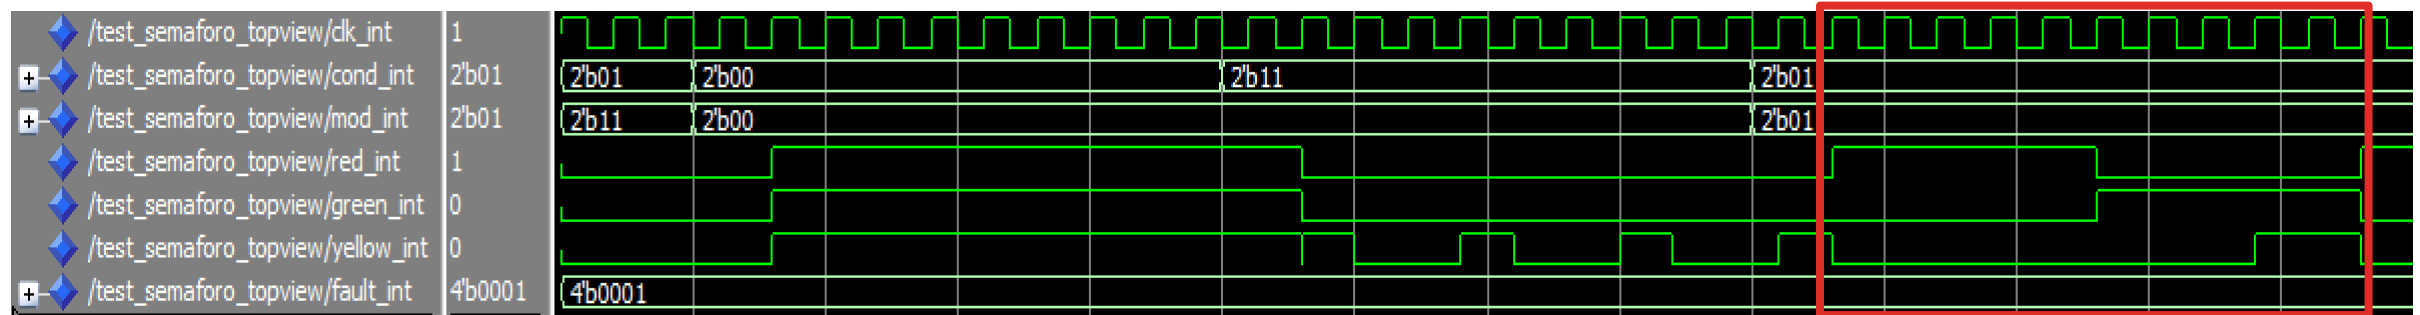 /test_semaforo_topview/clk_int 1
/test_semaforo_topview/cond_int 2'b01 2'b01 2'b00 2'b11 2'b01
/test_semaforo_topview/mod_int 2'b01 2'b11 2'b00 2'b01
/test_semaforo_topview/red_int 1
/test_semaforo_topview/green_int 0
/test_semaforo_topview/yellow_int 0
/test_semaforo_topview/fault_int 4'b0001 4'b0001